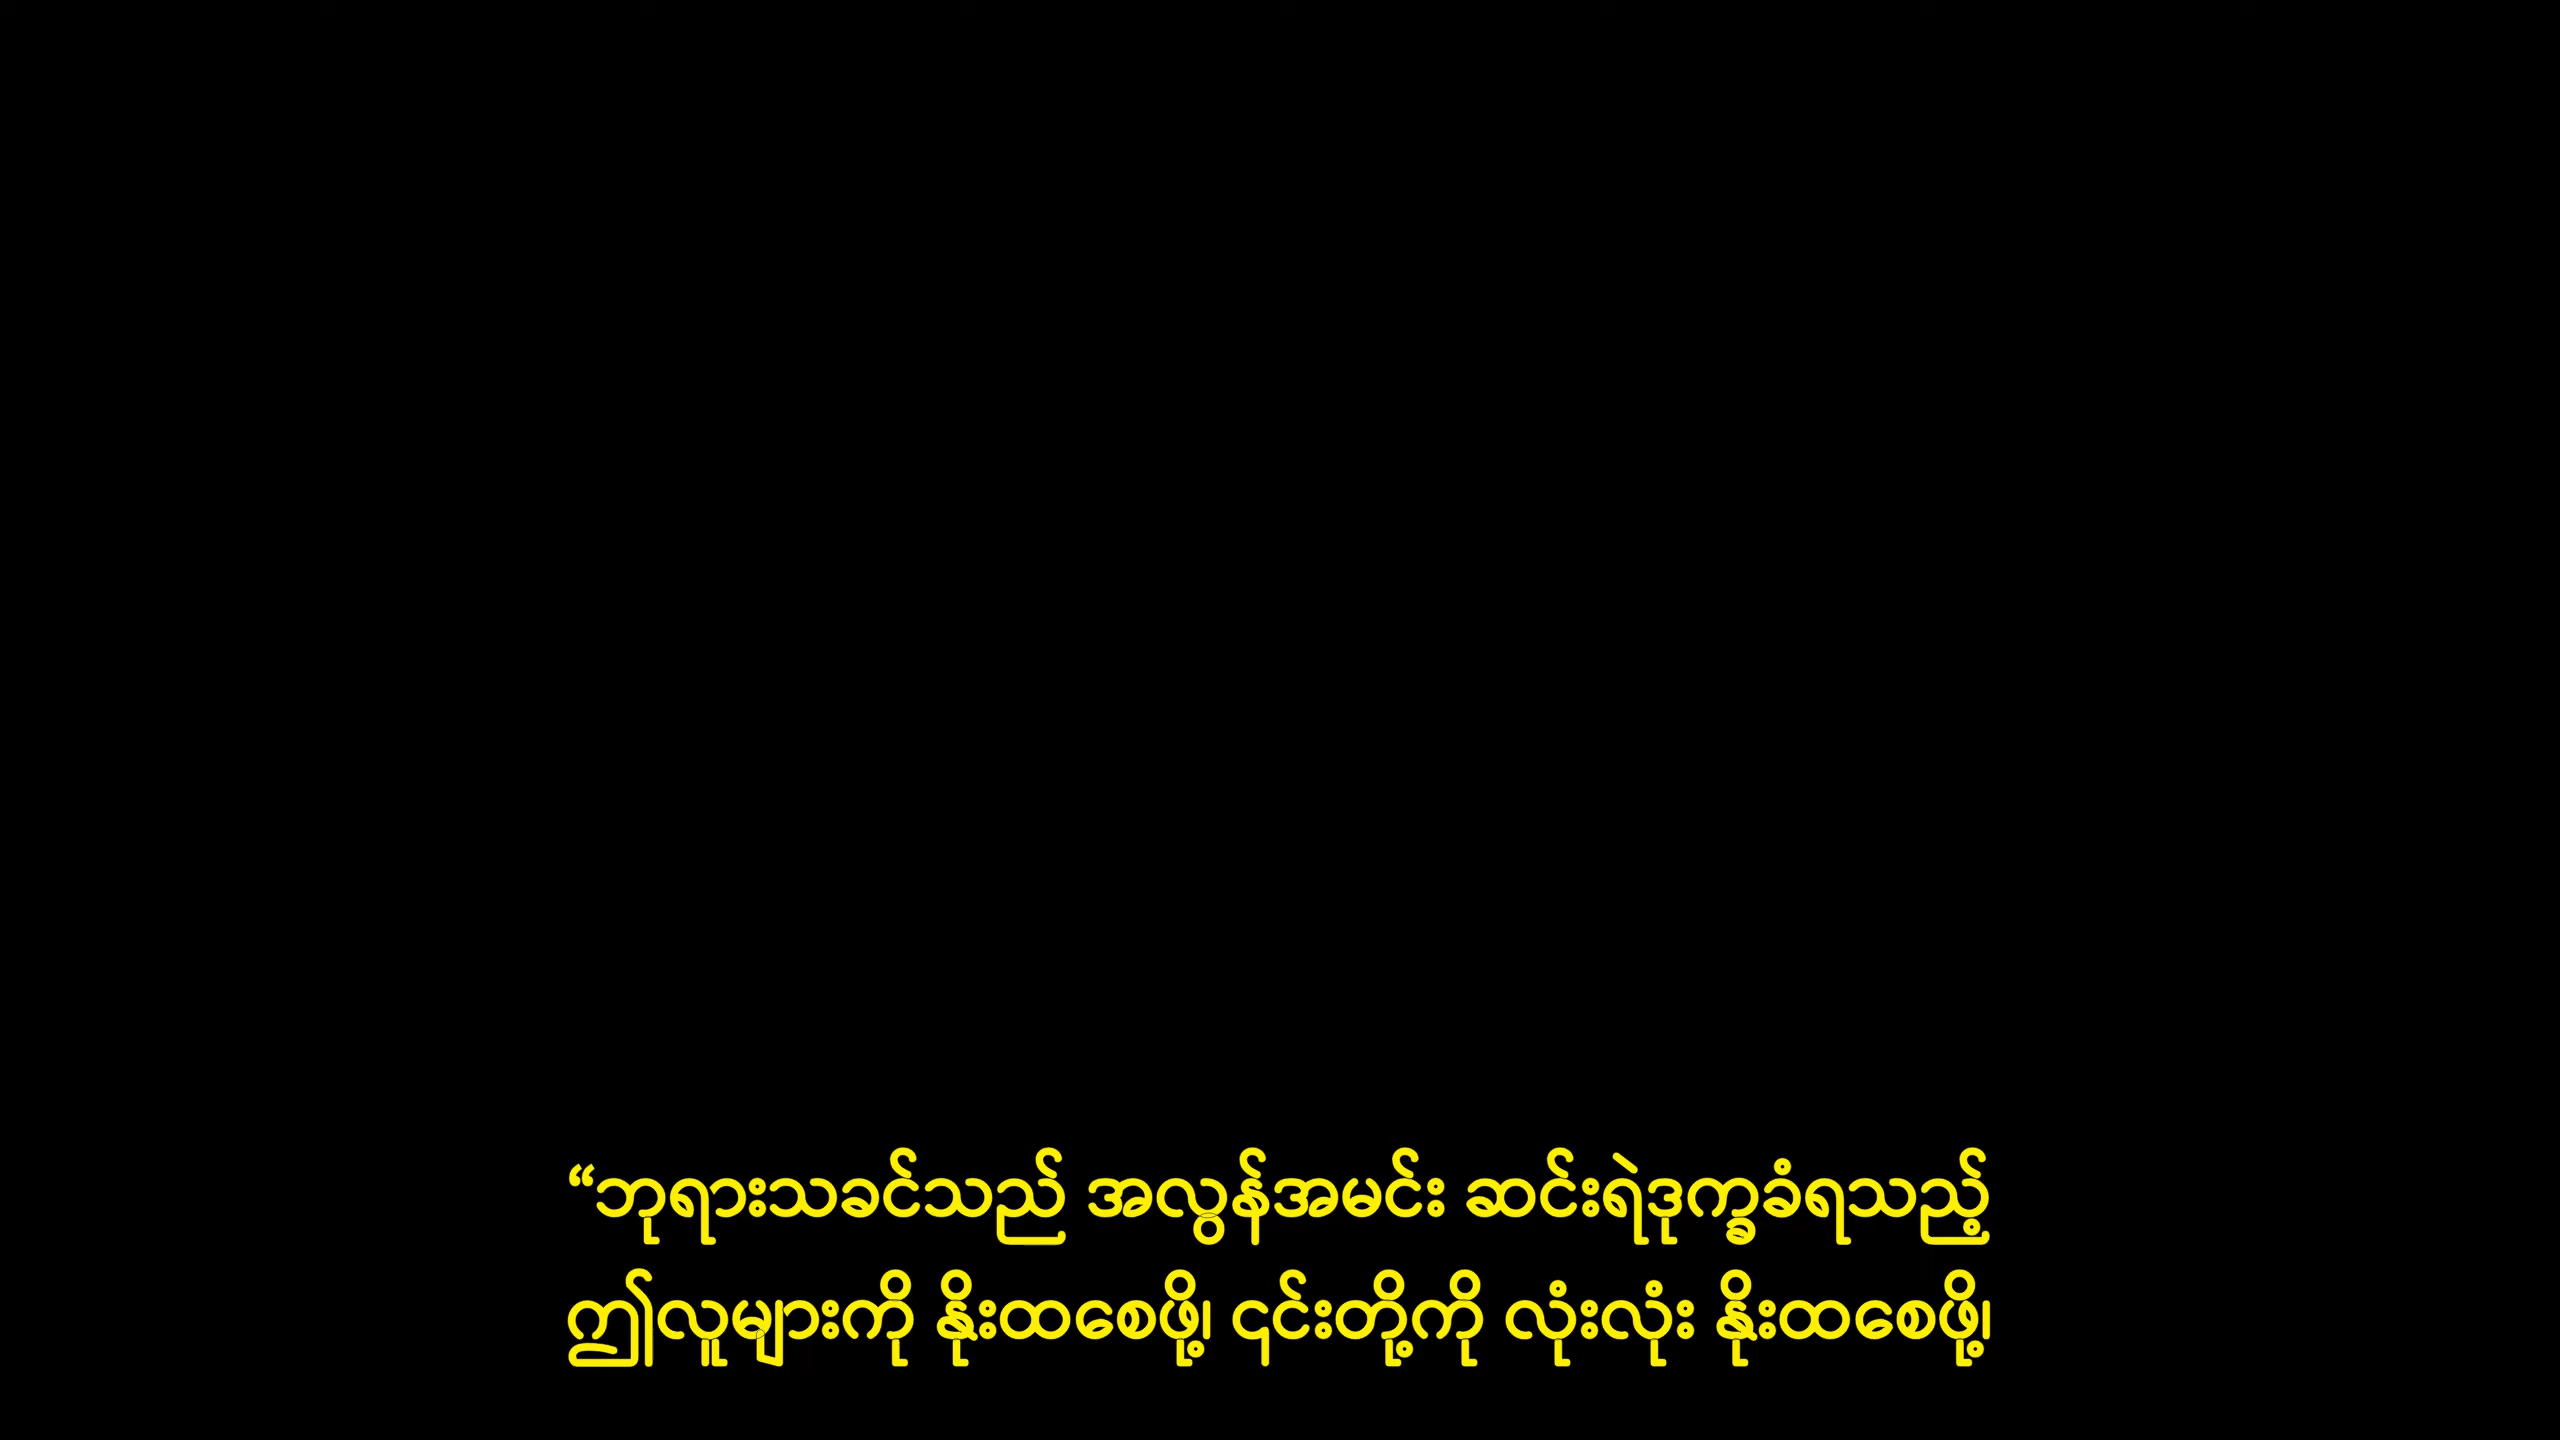 “ဘုရားသခင်သည် အလွန်အမင်း ဆင်းရဲဒုက္ခခံရသည့်
ဤလူများကို နိုးထစေဖို့၊ ၎င်းတို့ကို လုံးလုံး နိုးထစေဖို့၊